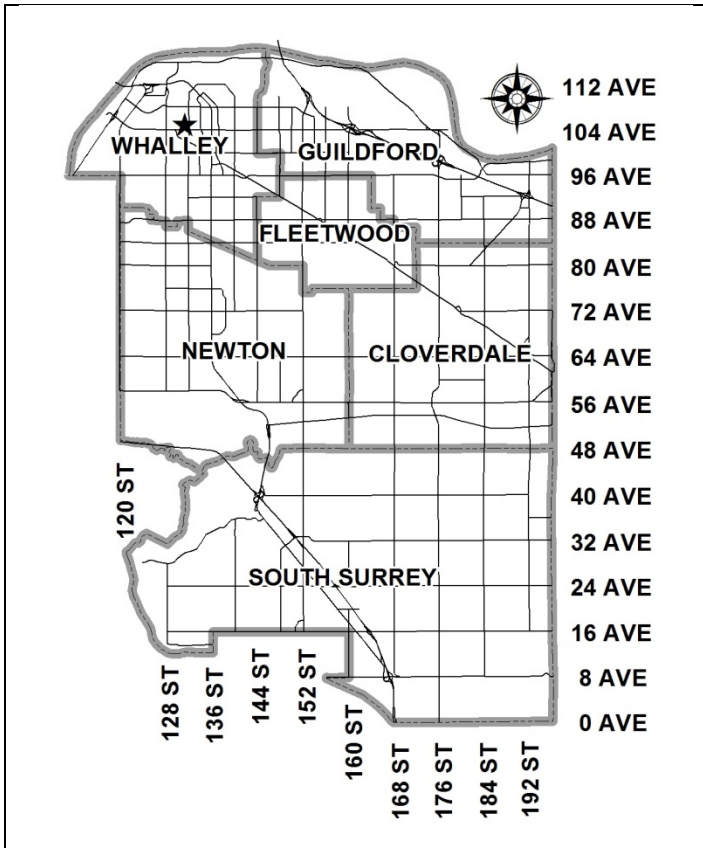 112 AVE
104 AVE
WHALLEY
GUILDFORD
96 AVE
88 AVE
FLEETWOOD
80 AVE
72 AVE
NEWTON
CLOVERDALE
64 AVE
56 AVE
48 AVE
120 ST
40 AVE
32 AVE
SOUTH SURREY
24 AVE
16 AVE
8 AVE
0 AVE
128 ST
136 ST
144 ST
152 ST
160 ST
168 ST
176 ST
184 ST
192 ST